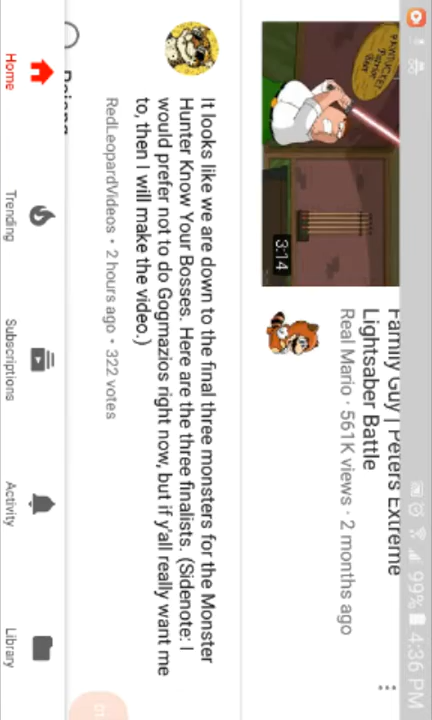 99% 4:36 PM
PAWTUCKET
3:14
Family Guy | Peters Extreme
Lightsaber Battle
Real Mario · 561K views · 2 months ago
It looks like we are down to the final three monsters for the Monster
Hunter Know Your Bosses. Here are the three finalists. (Sidenote: I
would prefer not to do Gogmazios right now, but if y'all really want me
to, then I will make the video.)
RedLeopardVideos • 2 hours ago • 322 votes
Home
Trending
Subscriptions
Activity
Library